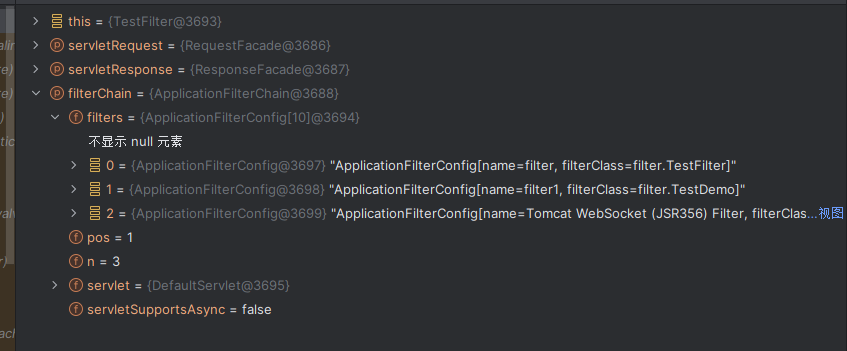 this = {TestFilter@3693}
servletRequest = {RequestFacade@3686}
servletResponse = {ResponseFacade@3687}
filterChain = {ApplicationFilterChain@3688}
filters = {ApplicationFilterConfig[10]@3694}
不显示 null 元素
0 = {ApplicationFilterConfig@3697} "ApplicationFilterConfig[name=filter, filterClass=filter.TestFilter]"
1 = {ApplicationFilterConfig@3698} "ApplicationFilterConfig[name=filter1, filterClass=filter.TestDemo]"
2 = {ApplicationFilterConfig@3699} "ApplicationFilterConfig[name=Tomcat WebSocket (JSR356) Filter, filterClas...视图
pos = 1
n = 3
servlet = {DefaultServlet@3695}
servletSupportsAsync = false